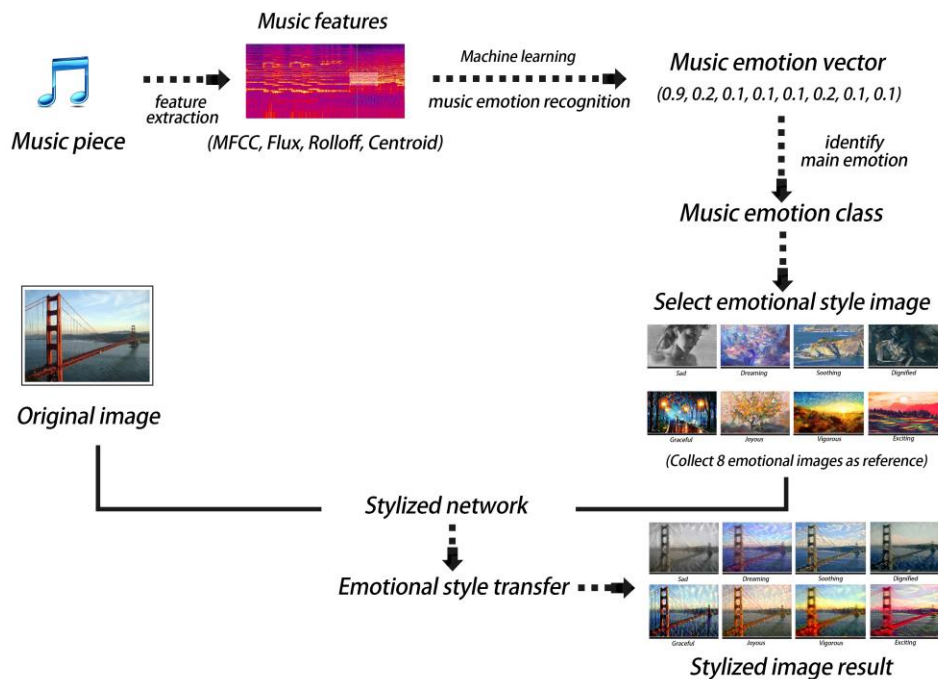 Music features
Machine learning
music emotion recognition
feature
extraction
Music piece
(MFCC, Flux, Rolloff, Centroid)
Music emotion vector
(0.9, 0.2, 0.1, 0.1, 0.1, 0.2, 0.1, 0.1)
identify
main emotion
Music emotion class
Select emotional style image
Sad Dreaming Soothing Dignified
Graceful Joyous Vigorous Exciting
(Collect 8 emotional images as reference)
Original image
Stylized network
Emotional style transfer
Sad Dreaming Soothing Dignified
Graceful Joyous Vigorous Exciting
Stylized image result